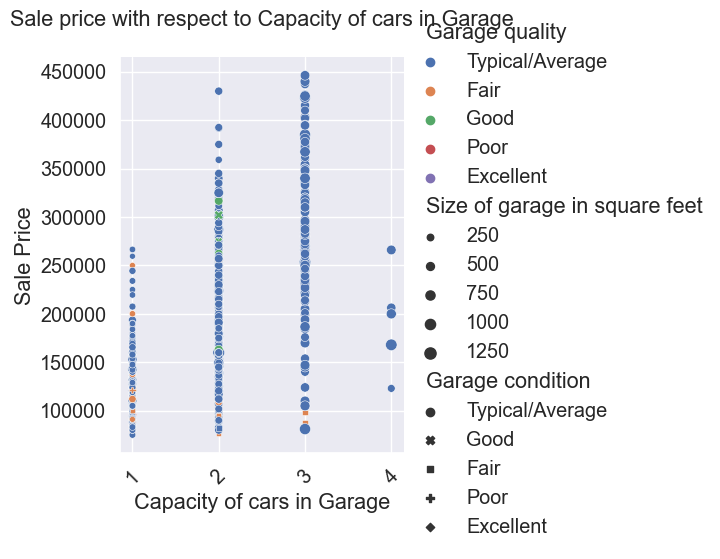 Sale price with respect to Capacity of cars in Garage
450000
400000
350000
300000
250000
200000
150000
100000
Sale Price
1
2
3
4
Capacity of cars in Garage
Garage quality
Typical/Average
Fair
Good
Poor
Excellent
Size of garage in square feet
250
500
750
1000
1250
Garage condition
Typical/Average
Good
Fair
Poor
Excellent